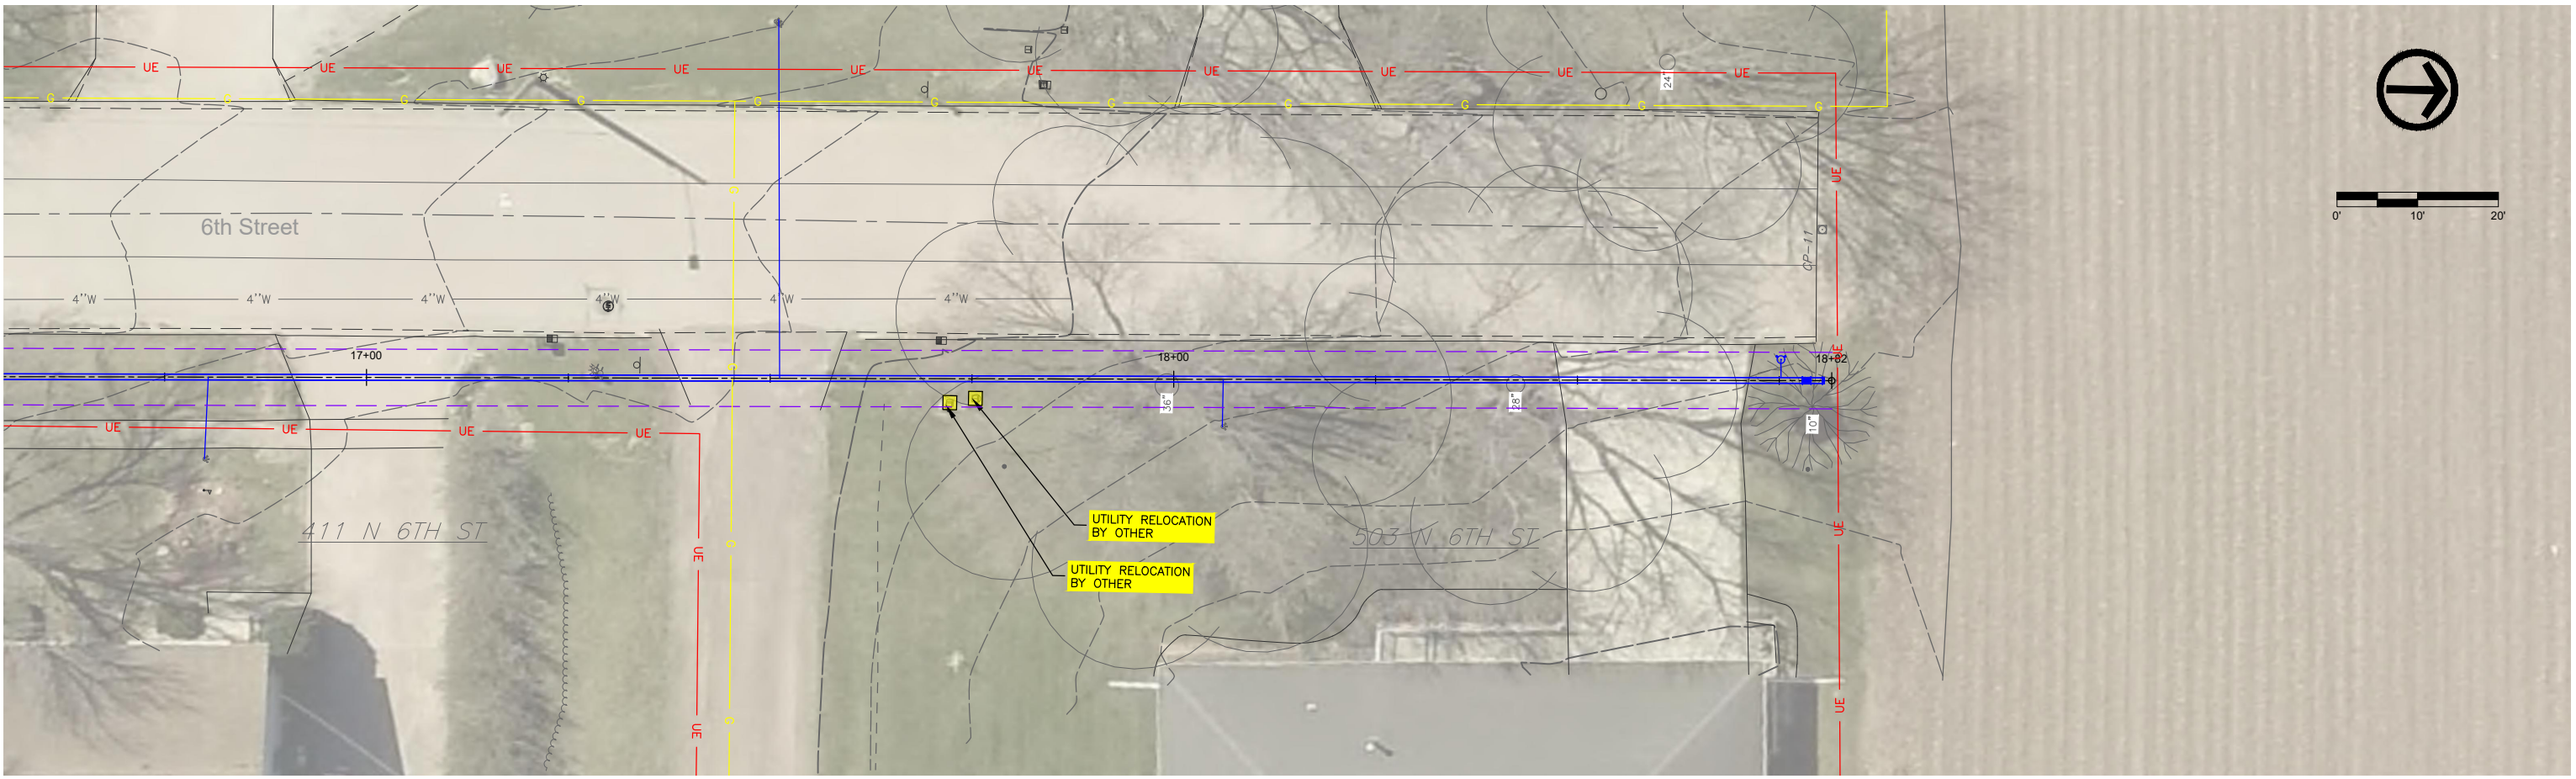 UE UE UE UE UE UE UE UE UE UE
24"
G G G G G G G G G G G
UE
G
0' 10' 20'
6th Street
CP-11
4"W 4"W 4"W 4"W 4"W 4"W
S
17+00
18+00
UE
18+82
G
36"
28"
10"
UE UE UE UE
UTILITY RELOCATION
BY OTHER
411 N 6TH ST
503 N 6TH ST
UE
G
UE
UTILITY RELOCATION
BY OTHER
UE
G
UE